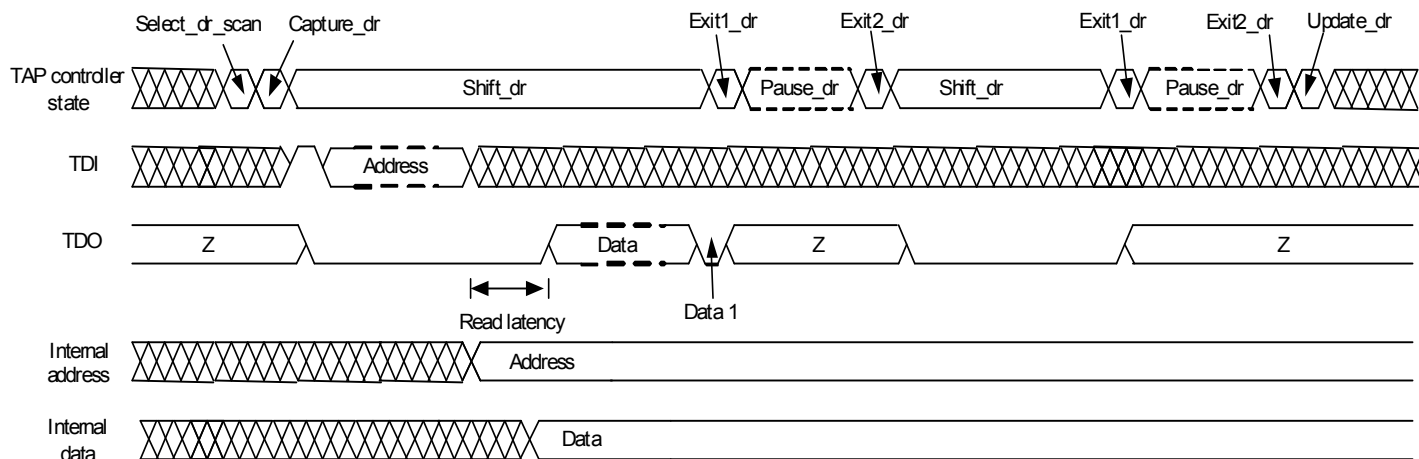 Select_dr_scan Capture_dr Exit1_dr Exit2_dr Exit1_dr Exit2_dr Update_dr
TAP controller
state
Shift_dr Pause_dr Shift_dr Pause_dr
TDI Address
TDO Z Data Z Z
Read latency Data 1
Internal
address
Address
Internal
data
Data